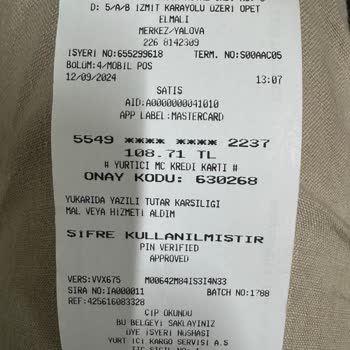 D: 5/A/B IZMIT KARAYOLU UZERI OPET
ELMALI
MERKEZ/YALOVA
226 8142309
ISYERI NO:655299618 TERM. NO:S00AAC05
BOLUM:4/MOBIL POS
12/09/2024 13:07
SATIS
AID:A0000000041010
APP LABEL:MASTERCARD
5549 **** **** 2237
108.71 TL
# YURTICI MC KREDI KARTI #
ONAY KODU: 630268
YUKARIDA YAZILI TUTAR KARSILIGI
MAL VEYA HIZMETI ALDIM
SIFRE KULLANILMISTIR
PIN VERIFIED
APPROVED
VERS:VVX675 M00642M84IS3I4N33
SIRA NO:IA000011 BATCH NO:1788
REF:425616083328
CIP OKUNDU
BU BELGEYI SAKLAYINIZ
UYE ISYERI NUSHASI
YURT ICI KARGO SERVISI A.S